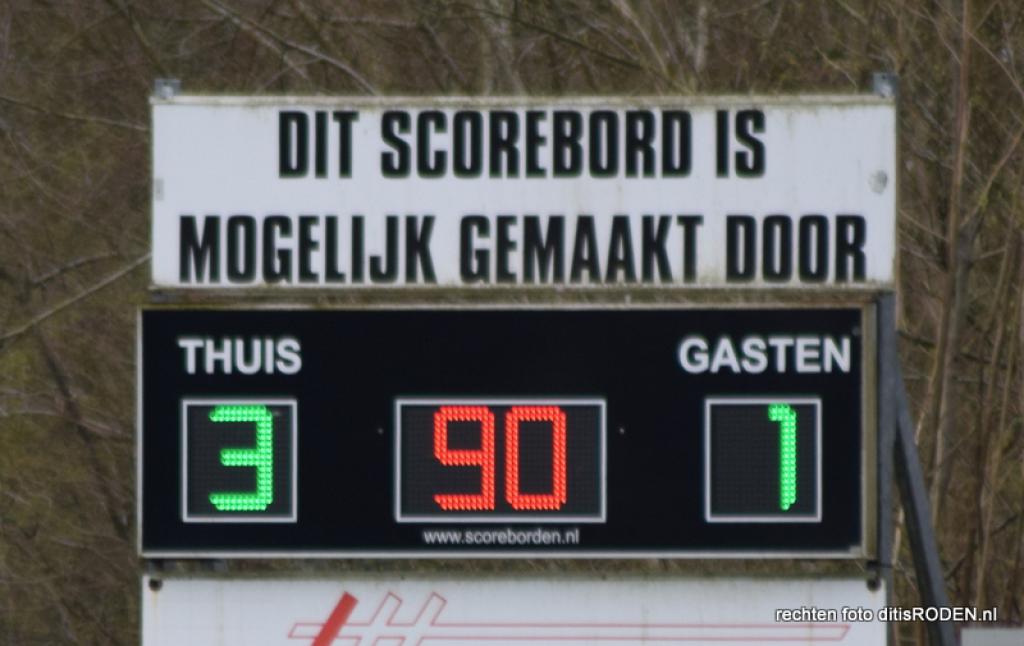 DIT SCOREBORD IS
MOGELIJK GEMAAKT DOOR
THUIS GASTEN
3 90 1
www.scoreborden.nl
rechten foto ditisRODEN.nl